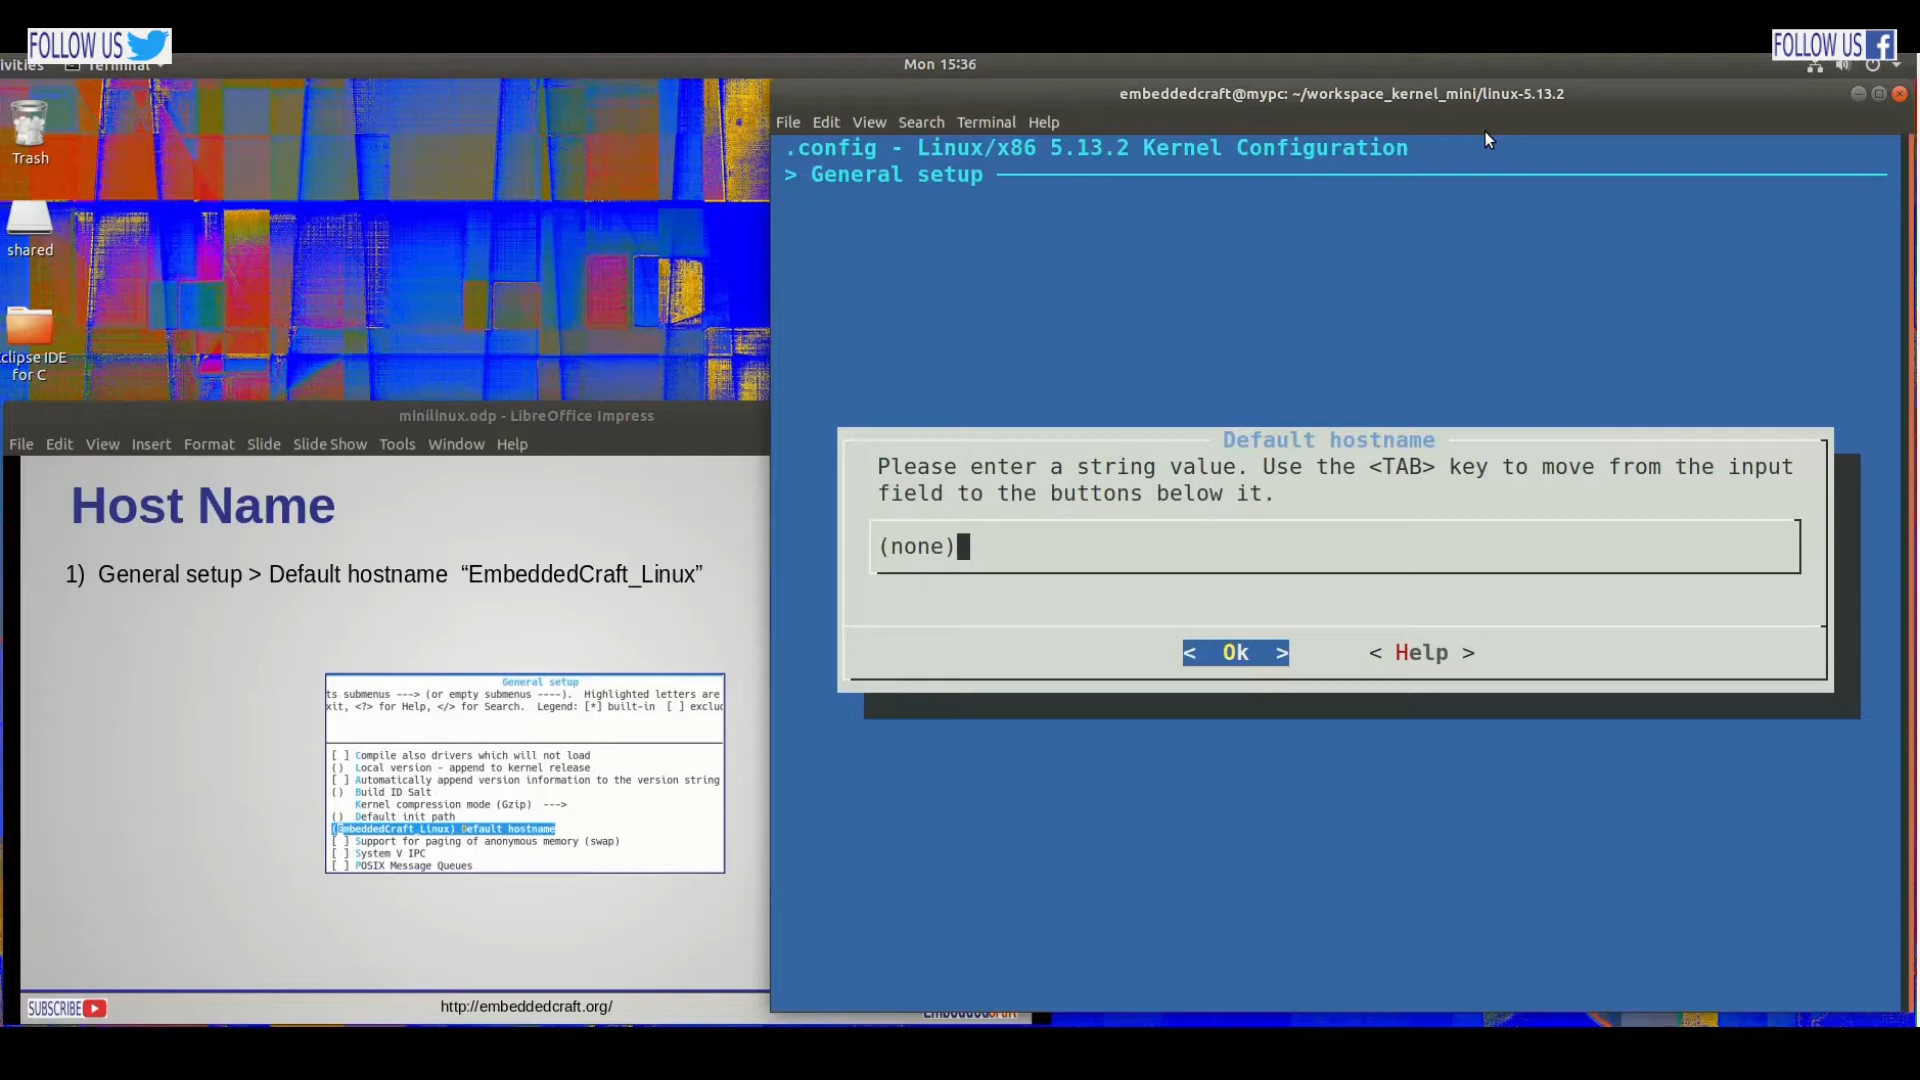 FOLLOW US
FOLLOW US
Mon 15:36
Trash
shared
clipse IDE
for C
embeddedcraft@mypc: ~/workspace_kernel_mini/linux-5.13.2
File Edit View Search Terminal Help
.config - Linux/x86 5.13.2 Kernel Configuration
> General setup
Default hostname
Please enter a string value. Use the <TAB> key to move from the input
field to the buttons below it.
(none)
< Ok > < Help >
minilinux.odp - LibreOffice Impress
File Edit View Insert Format Slide Slide Show Tools Window Help
Host Name
1) General setup > Default hostname “EmbeddedCraft_Linux”
General setup
ts submenus ---> (or empty submenus ----). Highlighted letters are
xit, <?> for Help, </> for Search. Legend: [*] built-in [ ] exclu
[ ] Compile also drivers which will not load
() Local version - append to kernel release
[ ] Automatically append version information to the version string
() Build ID Salt
Kernel compression mode (Gzip) --->
() Default init path
(EmbeddedCraft_Linux) Default hostname
[ ] Support for paging of anonymous memory (swap)
[ ] System V IPC
[ ] POSIX Message Queues
SUBSCRIBE
http://embeddedcraft.org/